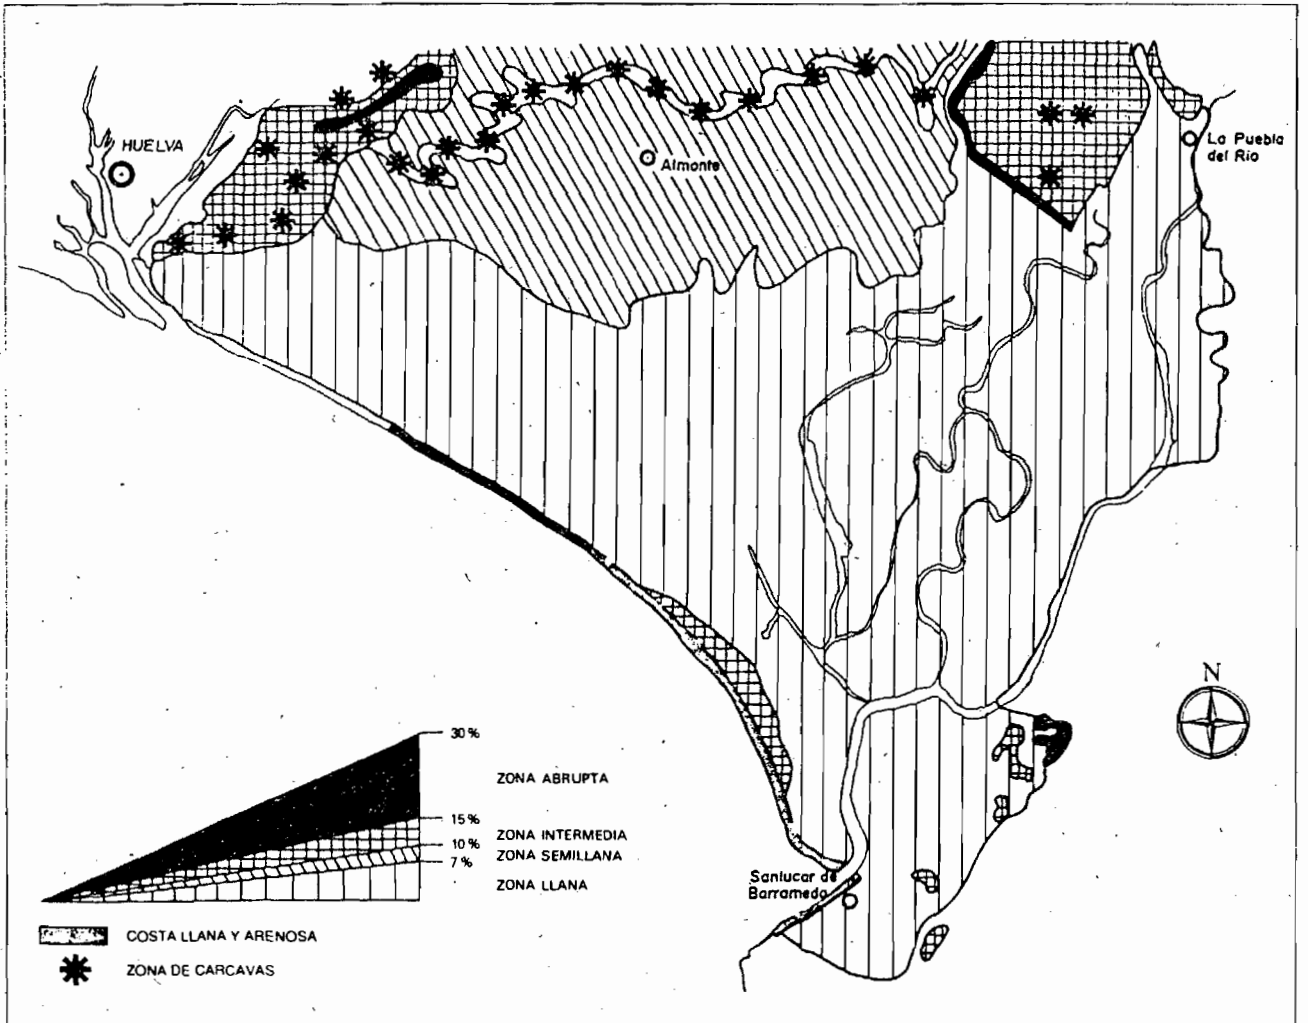 HUELVA
Almonte
La Puebla
del Río
N
30 %
ZONA ABRUPTA
15 %
ZONA INTERMEDIA
10 %
ZONA SEMILLANA
7 %
ZONA LLANA
Sanlucar de
Barrameda
COSTA LLANA Y ARENOSA
ZONA DE CARCAVAS